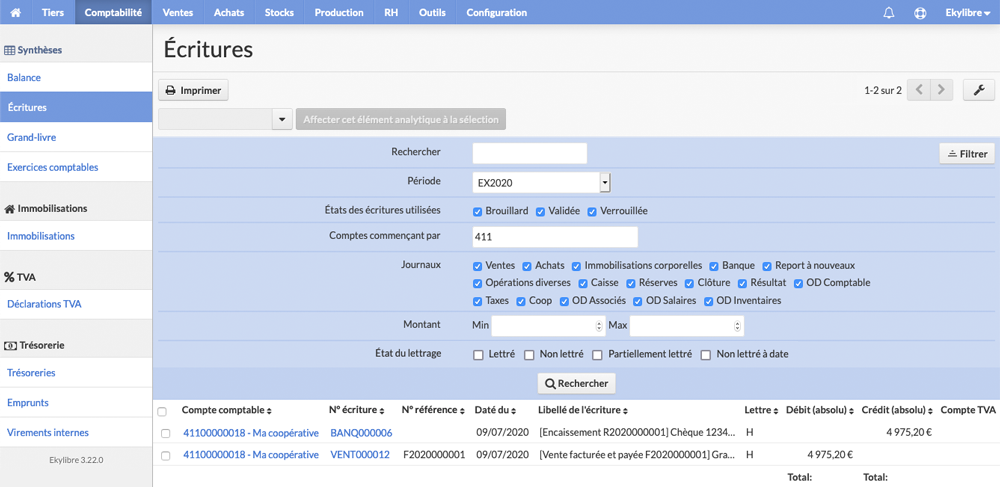 Tiers Comptabilité Ventes Achats Stocks Production RH Outils Configuration Ekylibre
Synthèses
Balance
Écritures
Grand-livre
Exercices comptables
Immobilisations
Immobilisations
TVA
Déclarations TVA
Trésorerie
Trésoreries
Emprunts
Virements internes
Ekylibre 3.22.0
Écritures
Imprimer 1-2 sur 2
Affecter cet élément analytique à la sélection
Rechercher Filtrer
Période EX2020
États des écritures utilisées Brouillard Validée Verrouillée
Comptes commençant par 411
Journaux Ventes Achats Immobilisations corporelles Banque Report à nouveaux
Opérations diverses Caisse Réserves Clôture Résultat OD Comptable
Taxes Coop OD Associés OD Salaires OD Inventaires
Montant Min Max
État du lettrage Lettré Non lettré Partiellement lettré Non lettré à date
Rechercher
Compte comptable N° écriture N° référence Daté du Libellé de l'écriture Lettre Débit (absolu) Crédit (absolu) Compte TVA
41100000018 - Ma coopérative BANQ000006 09/07/2020 [Encaissement R2020000001] Chèque 1234... H 4 975,20 €
41100000018 - Ma coopérative VENT000012 F2020000001 09/07/2020 [Vente facturée et payée F2020000001] Gra... H 4 975,20 €
Total: Total: